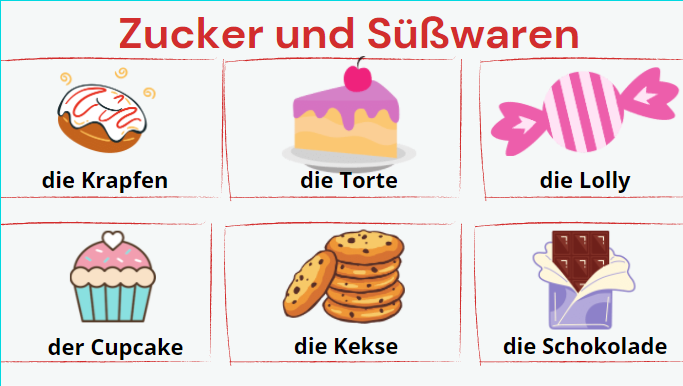 Zucker und Süßwaren
die Krapfen
die Torte
die Lolly
der Cupcake
die Kekse
die Schokolade